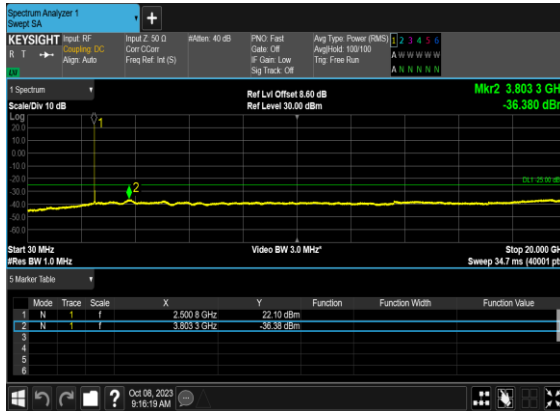 Spectrum Analyzer 1
Swept SA
+
KEYSIGHT Input: RF Input Z: 50 Ω #Atten: 40 dB PNO: Fast Avg Type: Power (RMS) 1 2 3 4 5 6
R T Coupling: DC Corr CCorr Gate: Off Avg|Hold: 100/100 A W W W W W
Align: Auto Freq Ref: Int (S) IF Gain: Low Trig: Free Run
Sig Track: Off A N N N N N
1 Spectrum Ref Lvl Offset 8.60 dB Mkr2 3.803 3 GHz
Scale/Div 10 dB Ref Level 30.00 dBm -36.380 dBm
Log
20.0
10.0
0.00
-10.0
-20.0
-30.0
-40.0
-50.0
-60.0
1
2
DL1 -25.00 dB
Start 30 MHz Video BW 3.0 MHz* Stop 20.000 GH
#Res BW 1.0 MHz Sweep 34.7 ms (40001 pt
5 Marker Table
Mode Trace Scale X Y Function Function Width Function Value
1 N 1 f 2.500 8 GHz 22.10 dBm
2 N 1 f 3.803 3 GHz -36.38 dBm
3
4
5
6
? Oct 08, 2023
9:16:19 AM